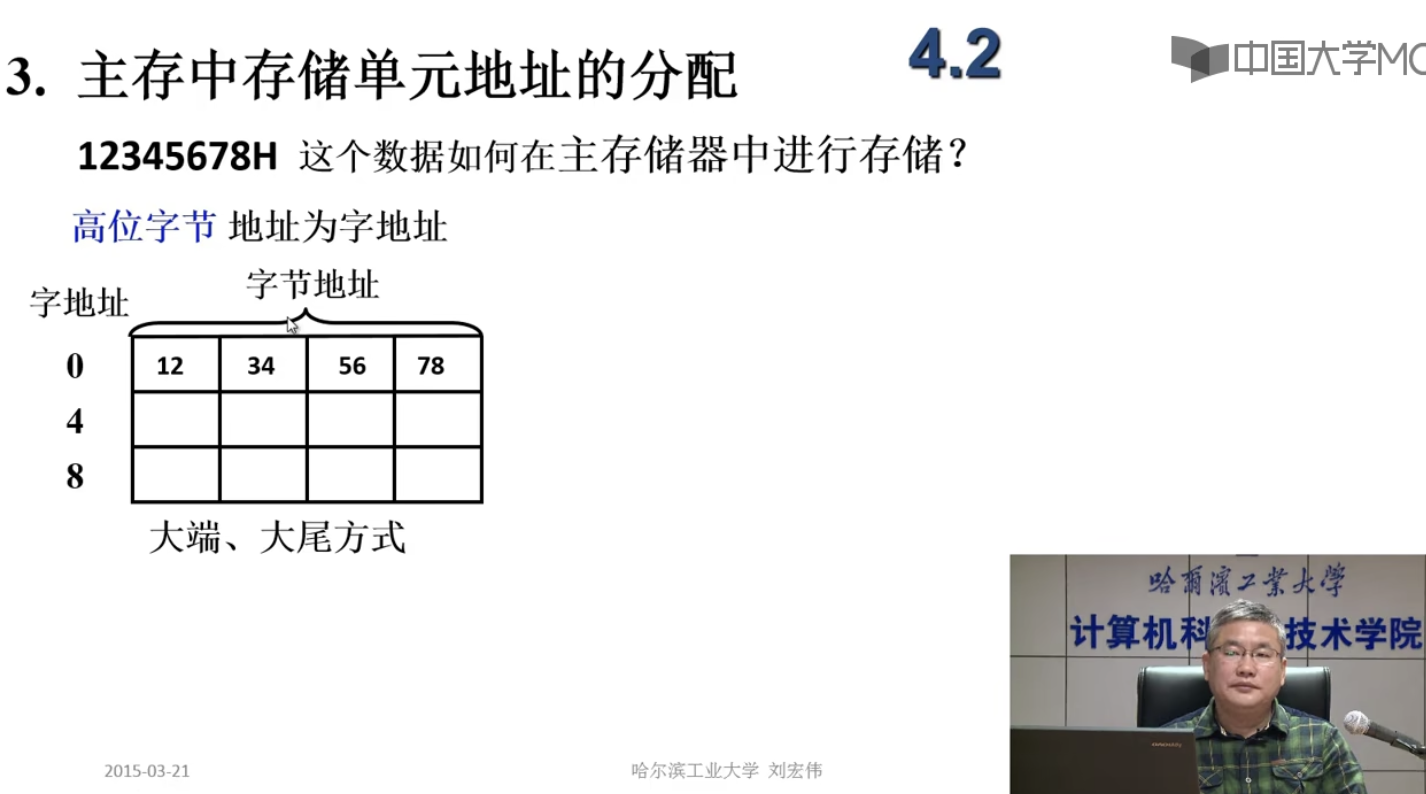 3. 主存中存储单元地址的分配
4.2
中国大学MO
12345678H 这个数据如何在主存储器中进行存储？
高位字节 地址为字地址
字地址
字节地址
0 12 34 56 78
4
8
大端、大尾方式
哈爾濱工業大學
计算机科 技术学院
2015-03-21
哈尔滨工业大学 刘宏伟